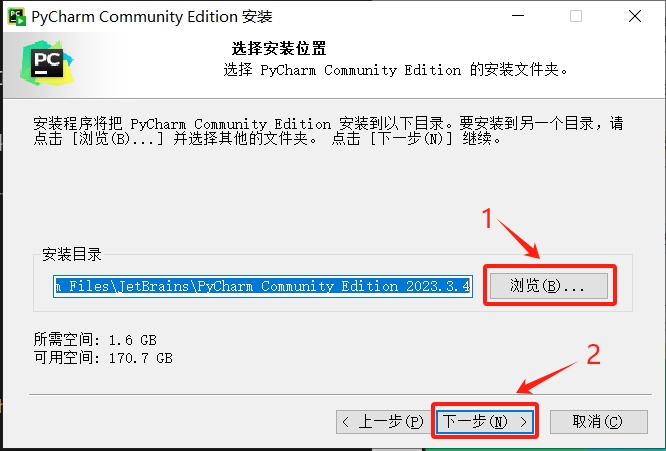 PyCharm Community Edition 安装
PC
选择安装位置
选择 PyCharm Community Edition 的安装文件夹。
安装程序将把 PyCharm Community Edition 安装到以下目录。要安装到另一个目录，请
点击 [浏览(B)...] 并选择其他的文件夹。 点击 [下一步(N)] 继续。
1
安装目录
m Files\JetBrains\PyCharm Community Edition 2023.3.4
浏览(B)...
所需空间: 1.6 GB
可用空间: 170.7 GB
2
< 上一步(P) 下一步(N) > 取消(C)